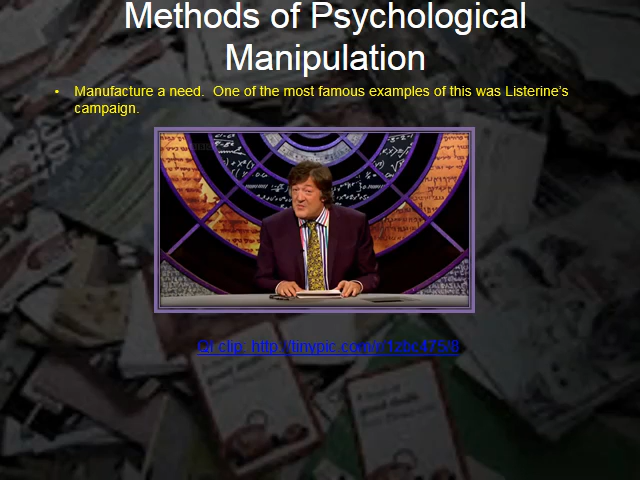 Methods of Psychological
Manipulation
• Manufacture a need.  One of the most famous examples of this was Listerine's
campaign.
QI clip: http://tinypic.com/r/1zbc475/8